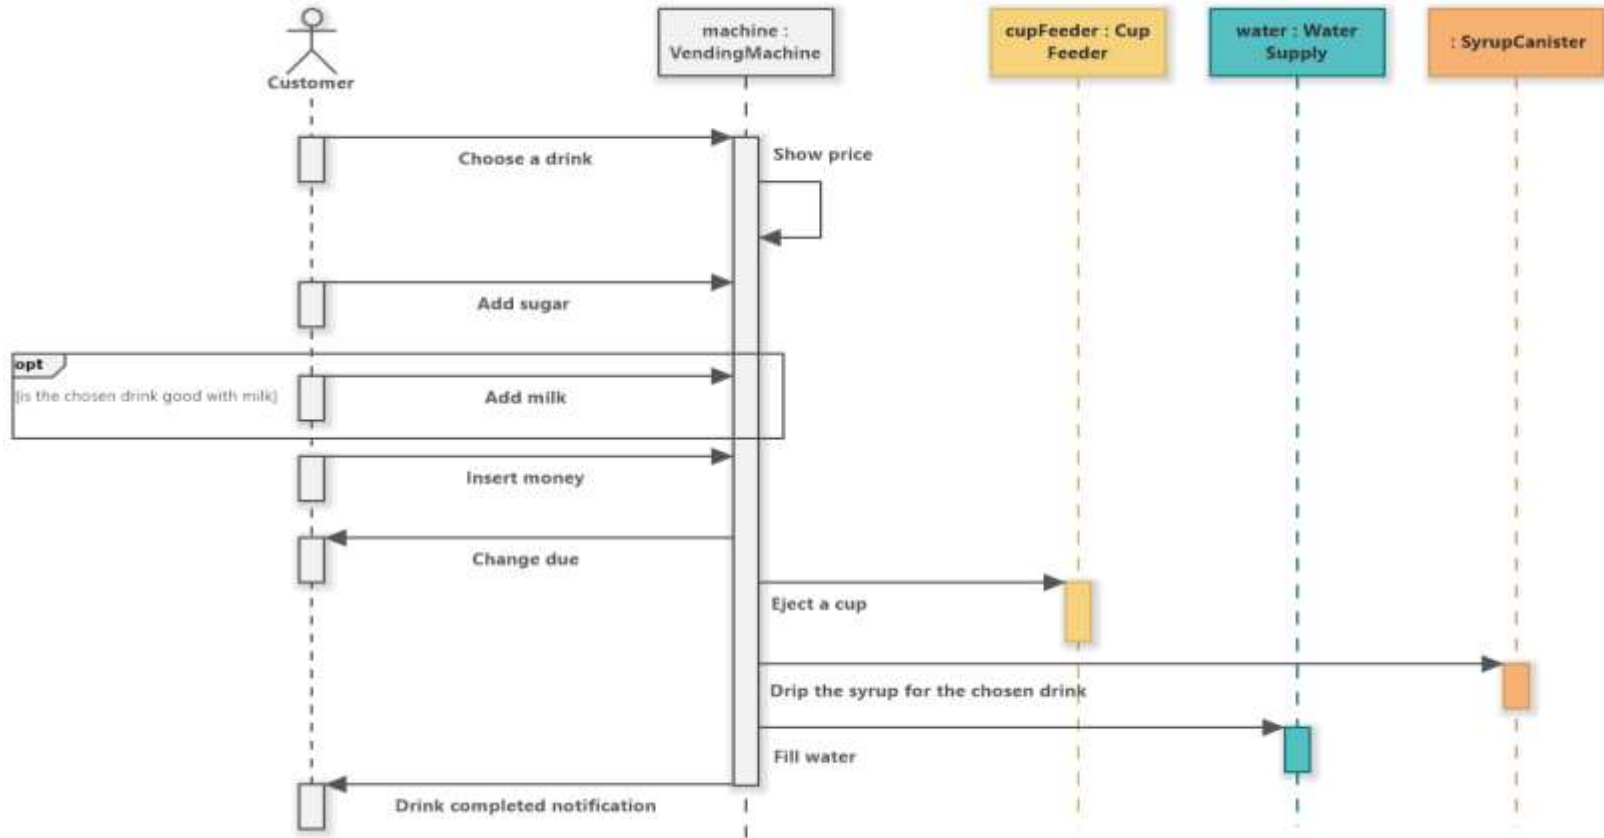 Customer
machine :
VendingMachine
cupFeeder : Cup
Feeder
water : Water
Supply
: SyrupCanister
Choose a drink
Show price
Add sugar
opt
[is the chosen drink good with milk]
Add milk
Insert money
Change due
Eject a cup
Drip the syrup for the chosen drink
Fill water
Drink completed notification